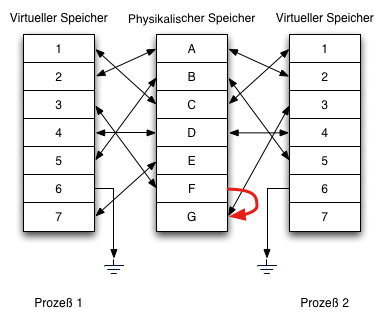 Virtueller Speicher Physikalischer Speicher Virtueller Speicher
1 A 1
2 B 2
3 C 3
4 D 4
5 E 5
6 F 6
7 G 7
Prozeß 1 Prozeß 2